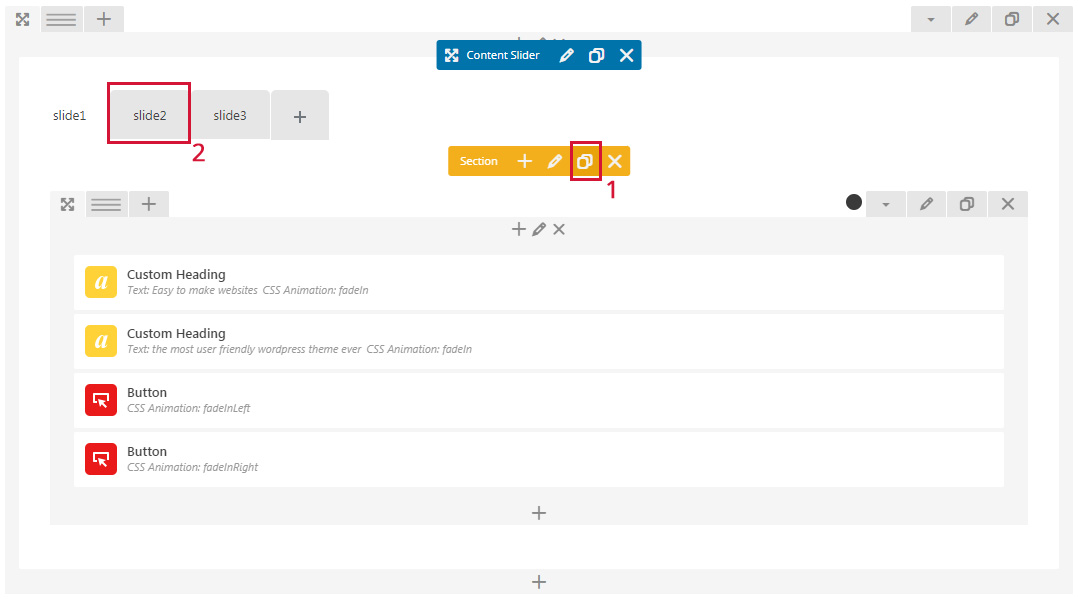 Content Slider
slide1 slide2 slide3
2
Section
1
Custom Heading
Text: Easy to make websites CSS Animation: fadeIn
Custom Heading
Text: the most user friendly wordpress theme ever CSS Animation: fadeIn
Button
CSS Animation: fadeInLeft
Button
CSS Animation: fadeInRight